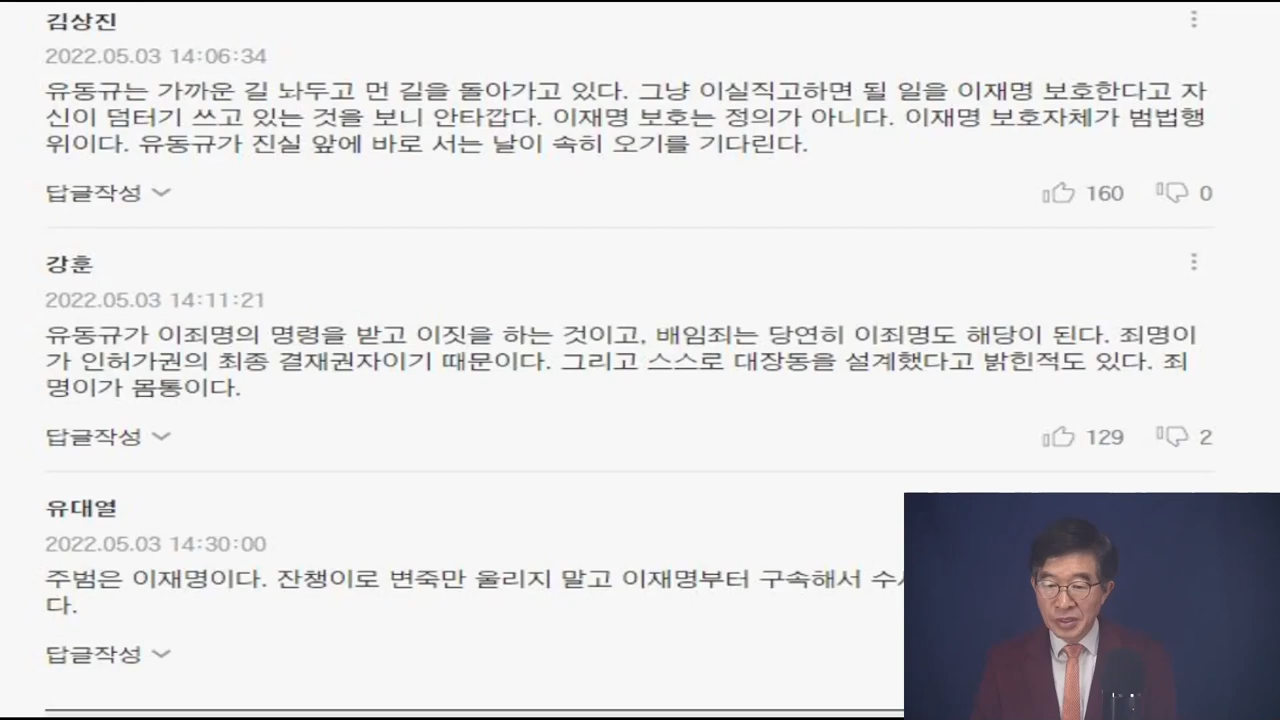 김상진
2022.05.03 14:06:34
유동규는 가까운 길 놔두고 먼 길을 돌아가고 있다. 그냥 이실직고하면 될 일을 이재명 보호한다고 자
신이 덤터기 쓰고 있는 것을 보니 안타깝다. 이재명 보호는 정의가 아니다. 이재명 보호자체가 범법행
위이다. 유동규가 진실 앞에 바로 서는 날이 속히 오기를 기다린다.
답글작성
160 0
강훈
2022.05.03 14:11:21
유동규가 이죄명의 명령을 받고 이짓을 하는 것이고, 배임죄는 당연히 이죄명도 해당이 된다. 죄명이
가 인허가권의 최종 결재권자이기 때문이다. 그리고 스스로 대장동을 설계했다고 밝힌적도 있다. 죄
명이가 몸통이다.
답글작성
129 2
유대열
2022.05.03 14:30:00
주범은 이재명이다. 잔챙이로 변죽만 울리지 말고 이재명부터 구속해서
다.
답글작성